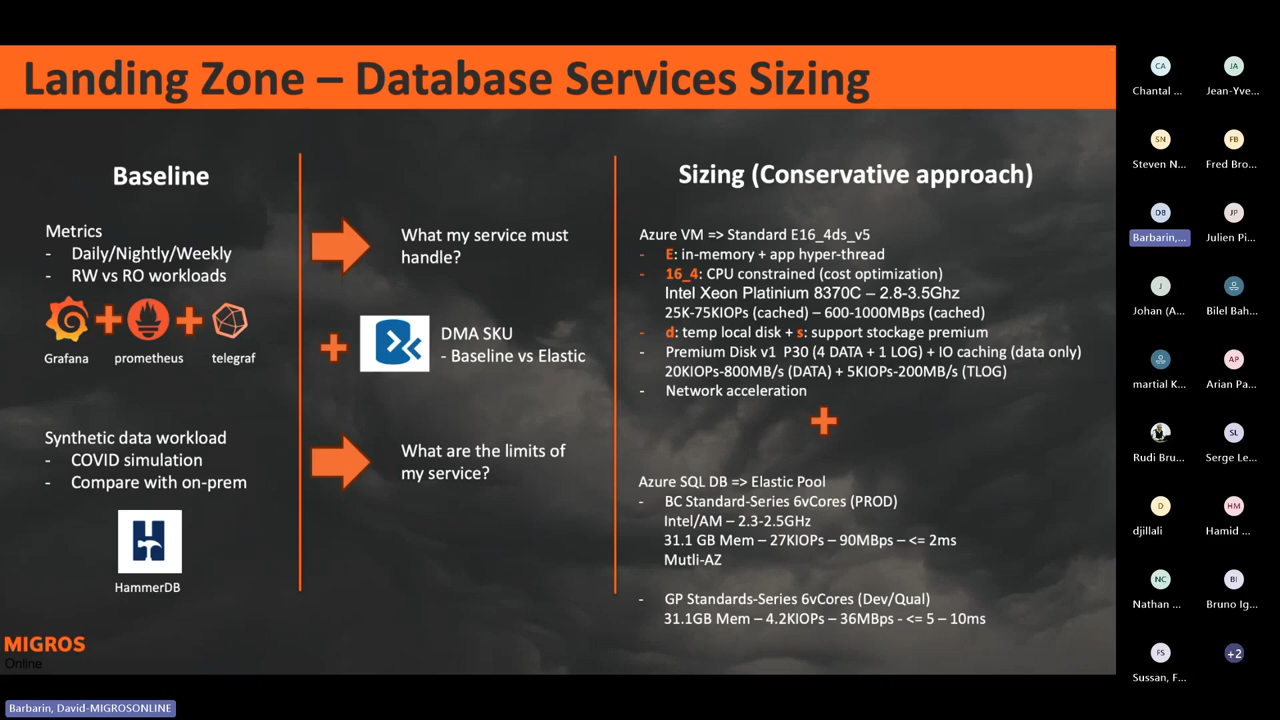 Landing Zone – Database Services Sizing
Baseline
Metrics
- Daily/Nightly/Weekly
- RW vs RO workloads
Grafana
prometheus
telegraf
Synthetic data workload
- COVID simulation
- Compare with on-prem
HammerDB
MIGROS
Online
What my service must
handle?
DMA SKU
- Baseline vs Elastic
What are the limits of
my service?
Sizing (Conservative approach)
Azure VM => Standard E16_4ds_v5
- E: in-memory + app hyper-thread
- 16_4: CPU constrained (cost optimization)
Intel Xeon Platinium 8370C – 2.8-3.5Ghz
25K-75KIOPs (cached) – 600-1000MBps (cached)
- d: temp local disk + s: support stockage premium
- Premium Disk v1 P30 (4 DATA + 1 LOG) + IO caching (data only)
20KIOPs-800MB/s (DATA) + 5KIOPs-200MB/s (TLOG)
- Network acceleration
Azure SQL DB => Elastic Pool
- BC Standard-Series 6vCores (PROD)
Intel/AM – 2.3-2.5GHz
31.1 GB Mem – 27KIOPs – 90MBps – <= 2ms
Mutli-AZ
- GP Standards-Series 6vCores (Dev/Qual)
31.1GB Mem – 4.2KIOPs – 36MBps - <= 5 – 10ms
CA
Chantal ...
JA
Jean-Yve...
SN
Steven N...
FB
Fred Bro...
DB
Barbarin,...
JP
Julien Pi...
J
Johan (A...
Bilel Bah...
martial K...
AP
Arian Pa...
Rudi Bru...
SL
Serge Le...
D
djillali
HM
Hamid ...
NC
Nathan ...
BI
Bruno Ig...
FS
Sussan, F...
+2
Barbarin, David-MIGROSONLINE